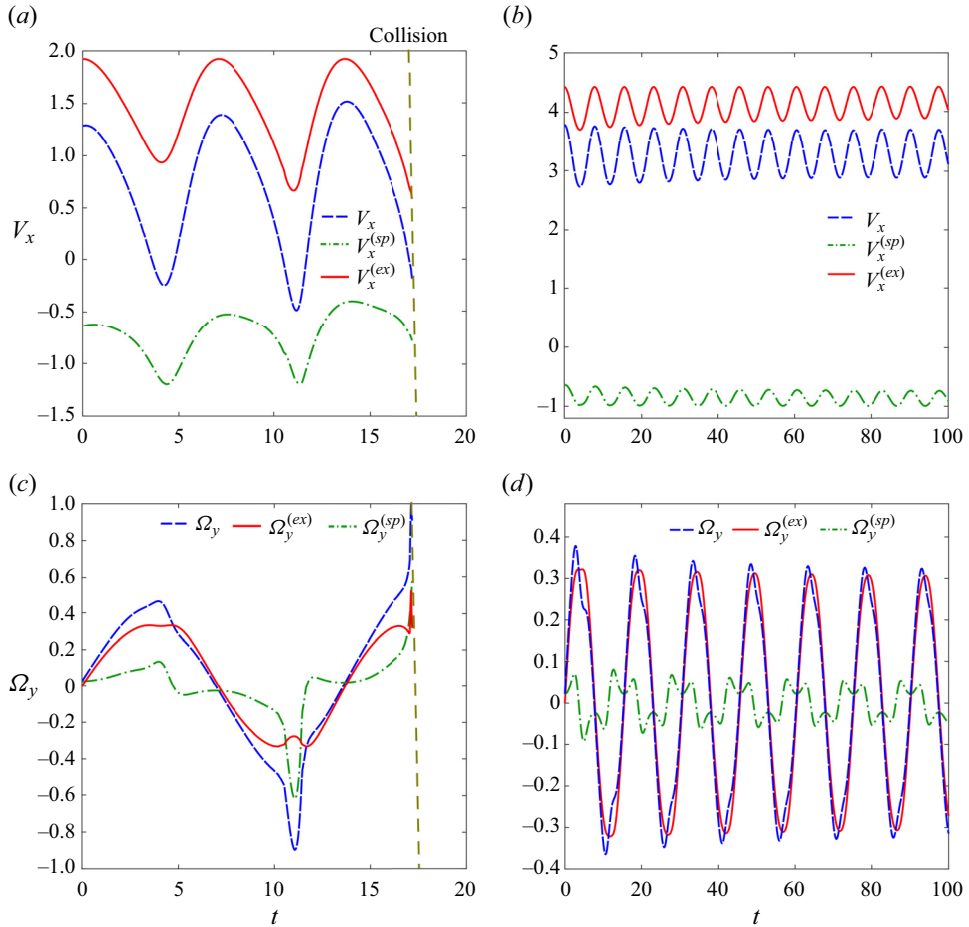 (a)
Collision
2.0
1.5
1.0
0.5
0
–0.5
–1.0
–1.5
V_x
V_x
V_x^(sp)
V_x^(ex)
0 5 10 15 20
(b)
5
4
3
2
1
0
–1
V_x
V_x^(sp)
V_x^(ex)
0 20 40 60 80 100
(c)
Ω_y Ω_y^(ex) Ω_y^(sp)
1.0
0.8
0.6
0.4
0.2
0
–0.2
–0.4
–0.6
–0.8
–1.0
Ω_y
0 5 10 15 20
t
(d)
Ω_y Ω_y^(ex) Ω_y^(sp)
0.4
0.3
0.2
0.1
0
–0.1
–0.2
–0.3
–0.4
0 20 40 60 80 100
t